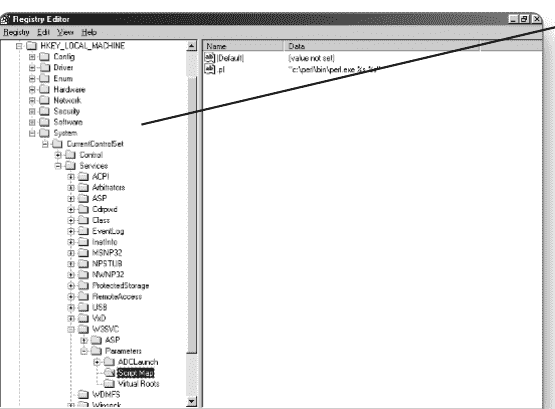 Registry Editor
Registry Edit View Help
HKEY_LOCAL_MACHINE
Config
Driver
Enum
Hardware
Network
Security
Software
System
CurrentControlSet
Control
Services
ACPI
Arbitrators
ASP
Cdrpwd
Class
EventLog
InetInfo
MSNP32
NPSTUB
NWNP32
ProtectedStorage
RemoteAccess
USB
VxD
W3SVC
ASP
Parameters
ADCLaunch
Script Map
Virtual Roots
WDMFS
Winsock
Name Data
(Default) (value not set)
.pl "c:\perl\bin\perl.exe %s %s"